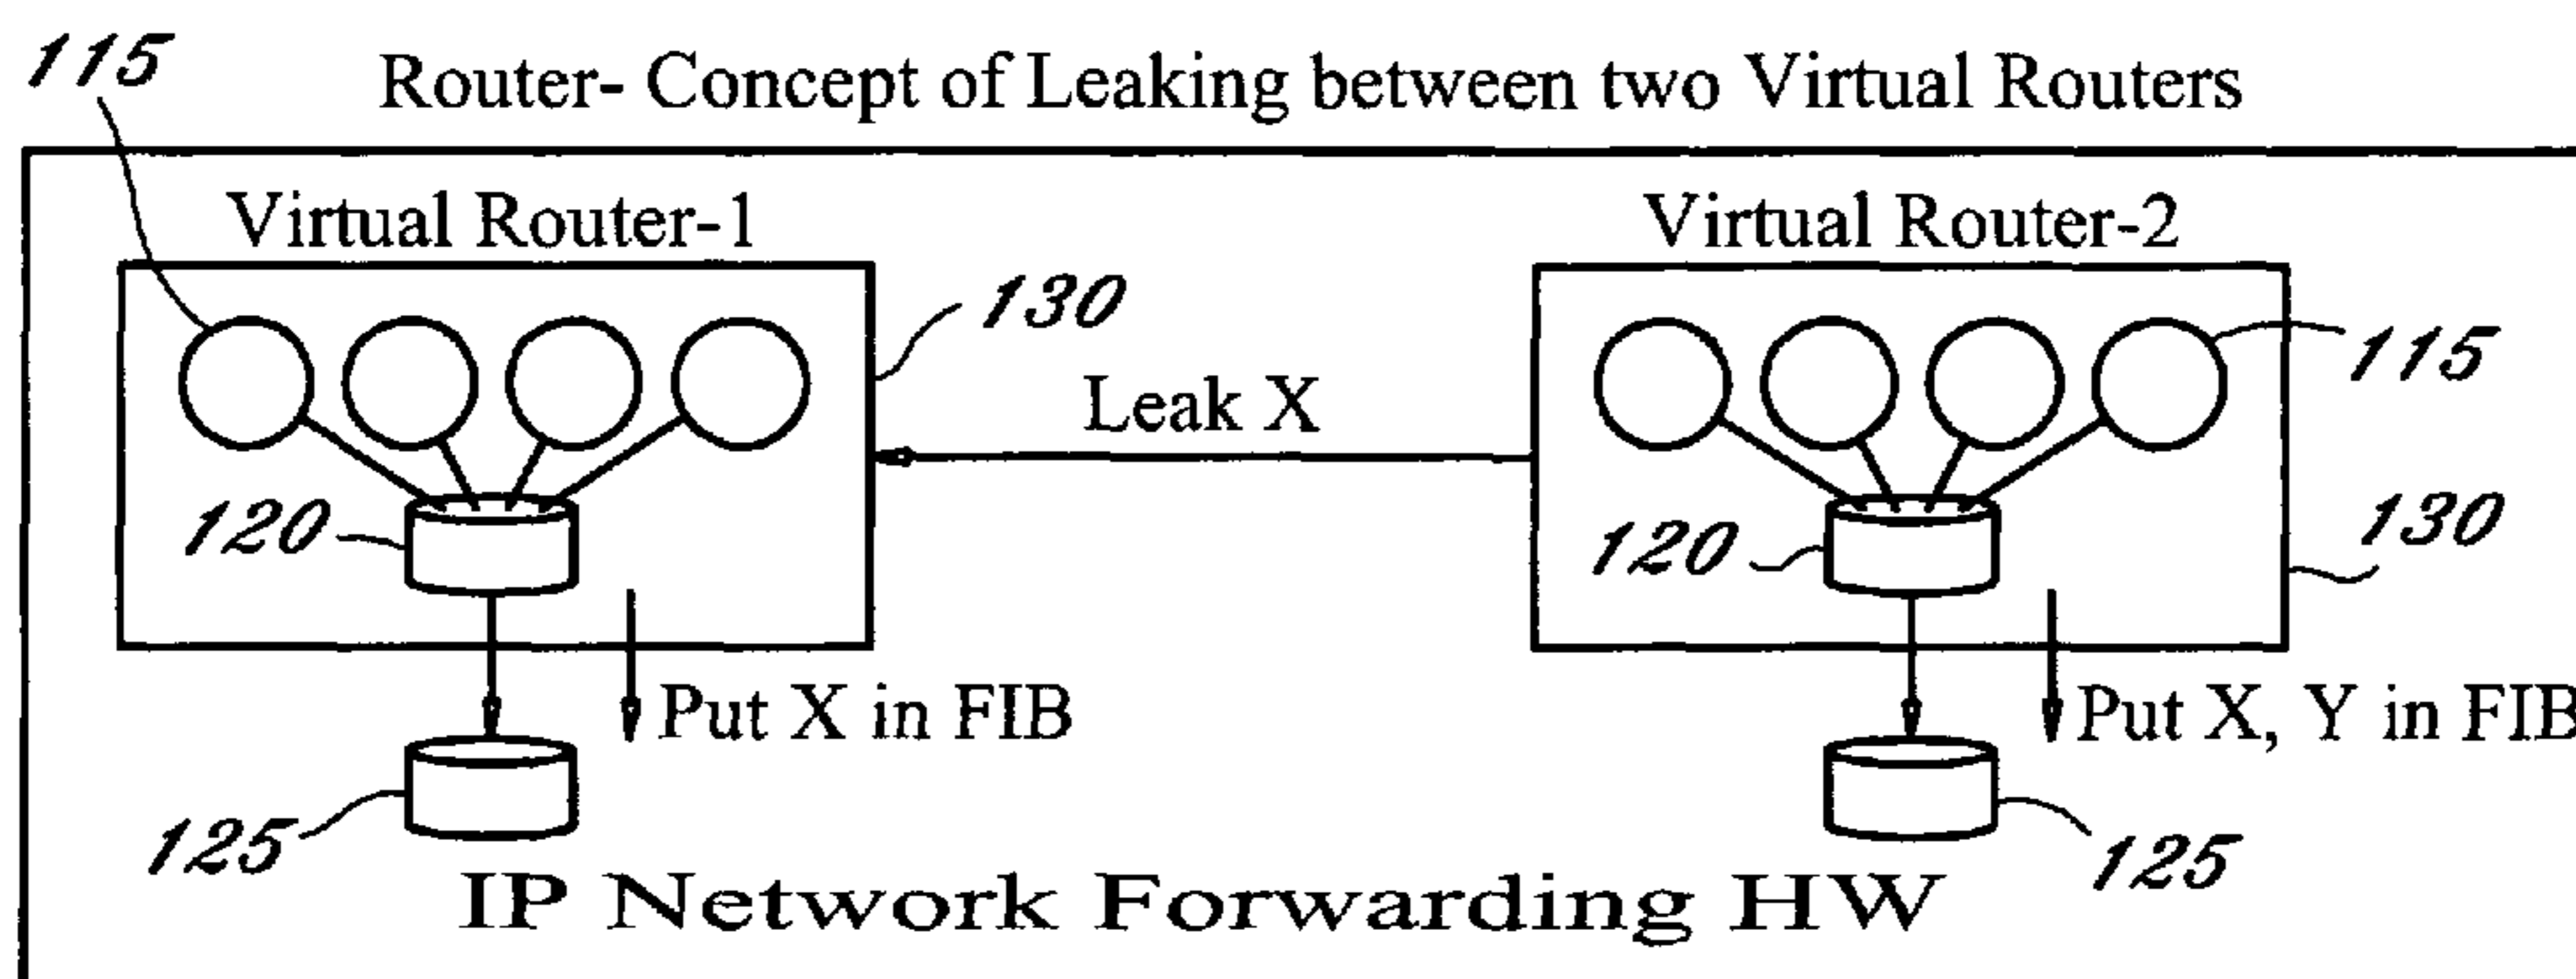 115
Router- Concept of Leaking between two Virtual Routers
Virtual Router-1
Virtual Router-2
130
115
Leak X
120
120
130
Put X in FIB
Put X, Y in FIB
125
125
IP Network Forwarding HW